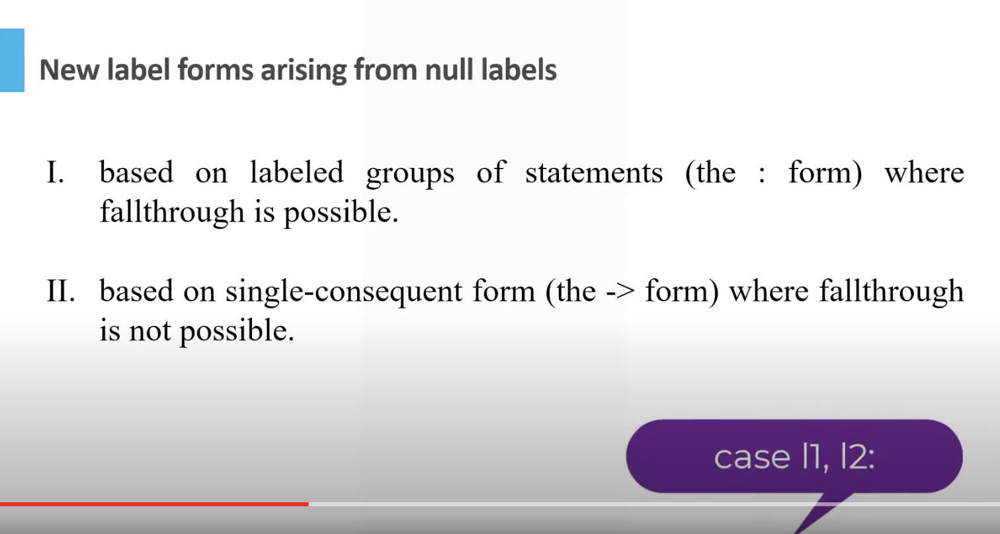 New label forms arising from null labels
I. based on labeled groups of statements (the : form) where
fallthrough is possible.
II. based on single-consequent form (the -> form) where fallthrough
is not possible.
case l1, l2: